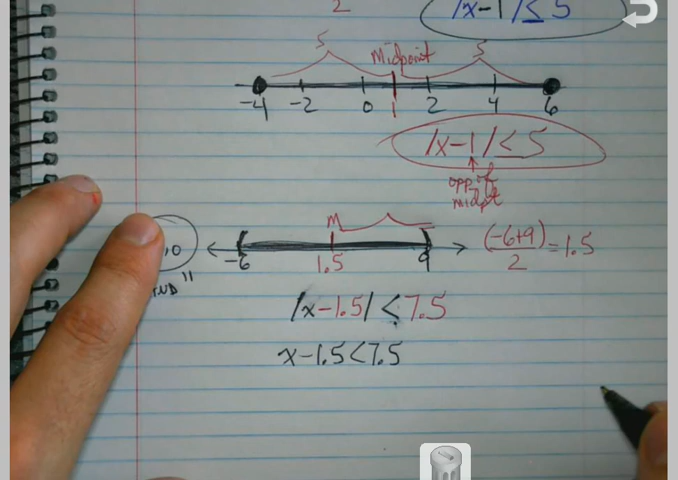 2
|x-1| ≤ 5
5 Midpoint 5
-4 -2 0 1 2 4 6
|x-1| ≤ 5
opp. of
midpt
M
-6 1.5 9 (-6+9)/2 = 1.5
|x-1.5| < 7.5
x-1.5<7.5